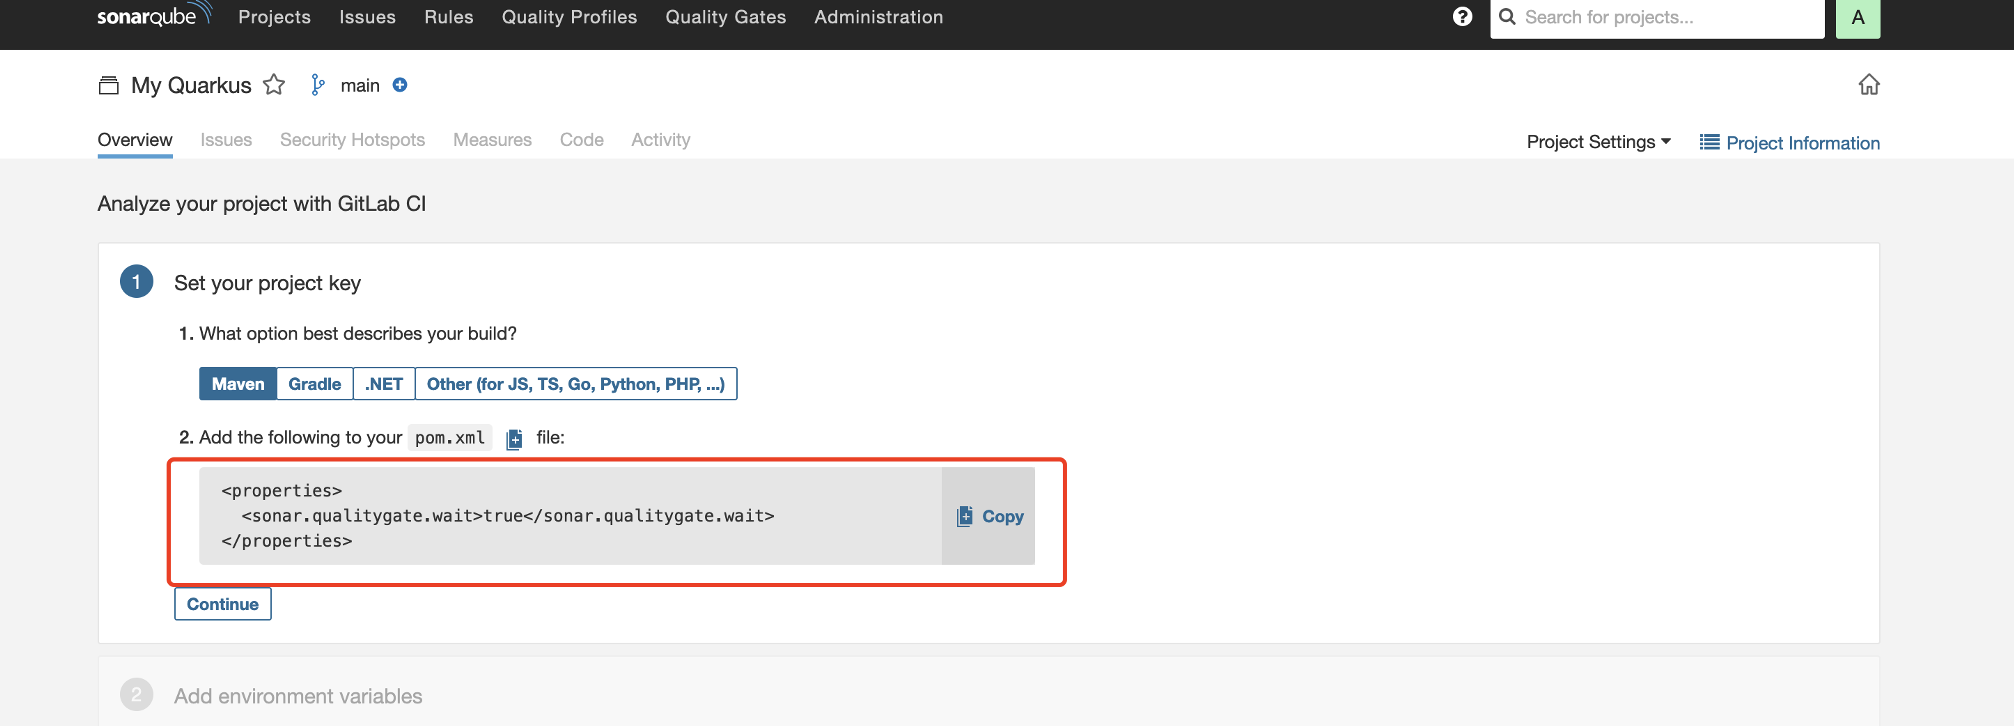 sonarqube Projects Issues Rules Quality Profiles Quality Gates Administration ? Search for projects... A
My Quarkus main
Overview Issues Security Hotspots Measures Code Activity Project Settings Project Information
Analyze your project with GitLab CI
1 Set your project key
1. What option best describes your build?
Maven Gradle .NET Other (for JS, TS, Go, Python, PHP, ...)
2. Add the following to your pom.xml file:
<properties>
<sonar.qualitygate.wait>true</sonar.qualitygate.wait>
</properties>
Copy
Continue
2 Add environment variables